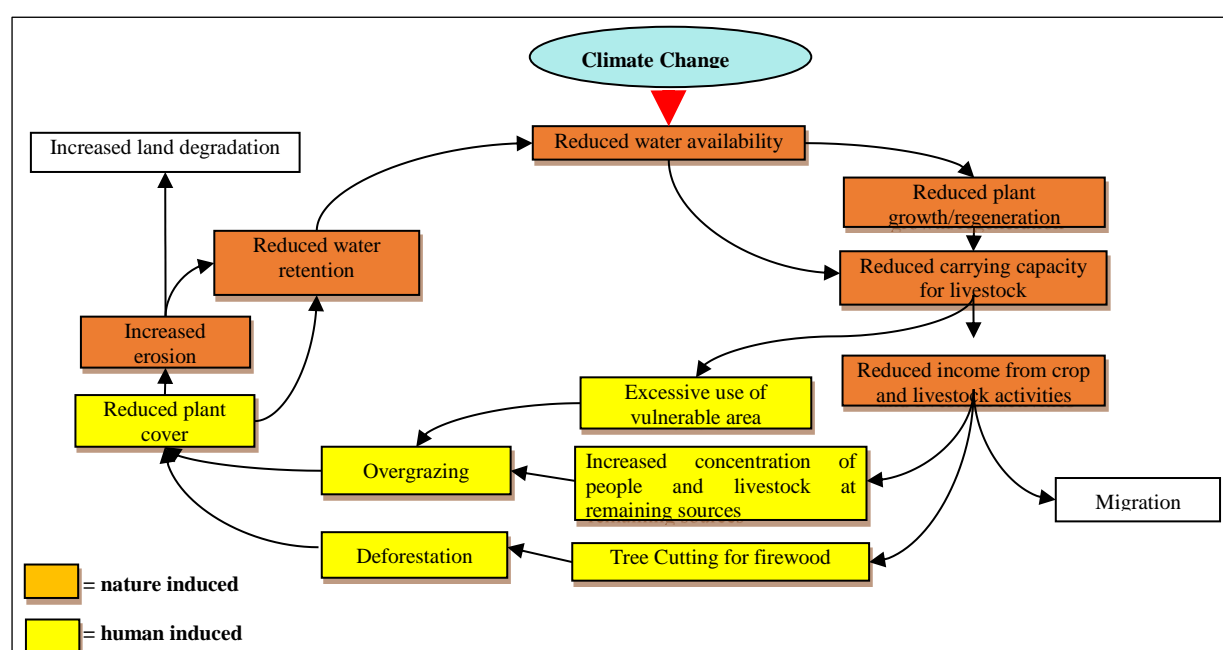 Climate Change
Reduced water availability
Increased land degradation
Reduced plant
growth/regeneration
Reduced water
retention
Reduced carrying capacity
for livestock
Increased
erosion
Reduced income from crop
and livestock activities
Excessive use of
vulnerable area
Reduced plant
cover
Increased concentration of
people and livestock at
remaining sources
Overgrazing
Migration
Deforestation
Tree Cutting for firewood
= nature induced
= human induced